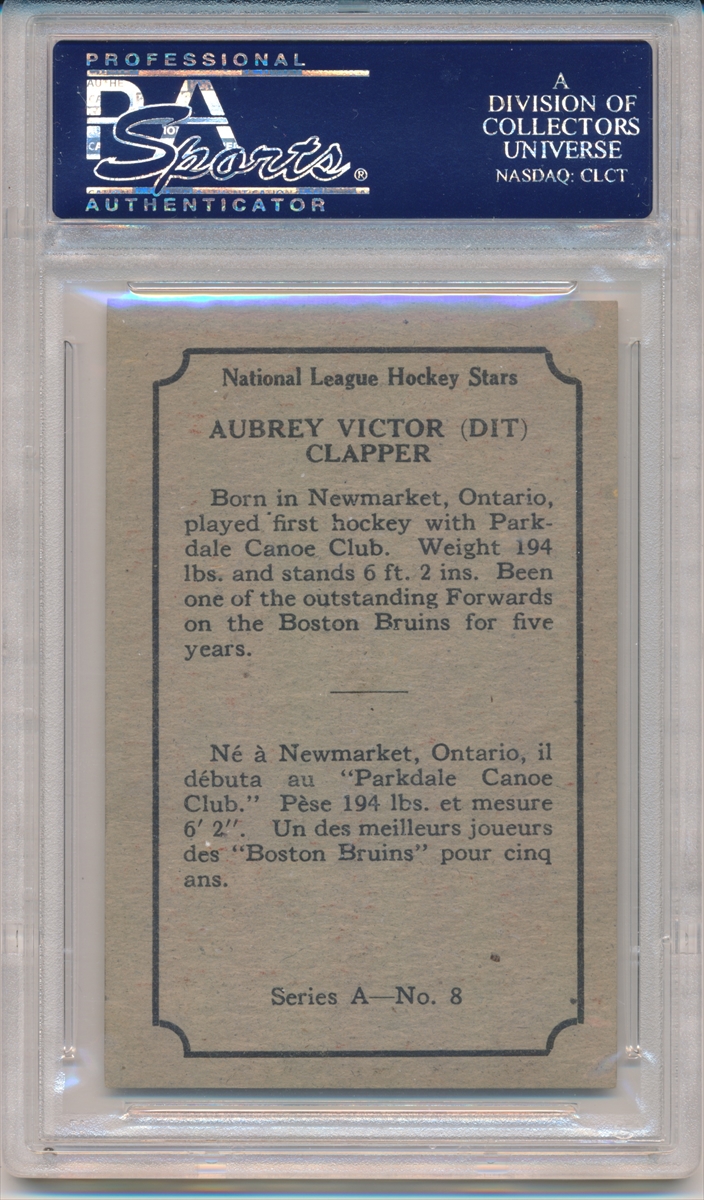 PROFESSIONAL
PSA
Sports®
AUTHENTICATOR
A
DIVISION OF
COLLECTORS
UNIVERSE
NASDAQ: CLCT
National League Hockey Stars
AUBREY VICTOR (DIT)
CLAPPER
Born in Newmarket, Ontario,
played first hockey with Park-
dale Canoe Club. Weight 194
lbs. and stands 6 ft. 2 ins. Been
one of the outstanding Forwards
on the Boston Bruins for five
years.
Né à Newmarket, Ontario, il
débuta au "Parkdale Canoe
Club." Pèse 194 lbs. et mesure
6′ 2″. Un des meilleurs joueurs
des "Boston Bruins" pour cinq
ans.
Series A—No. 8